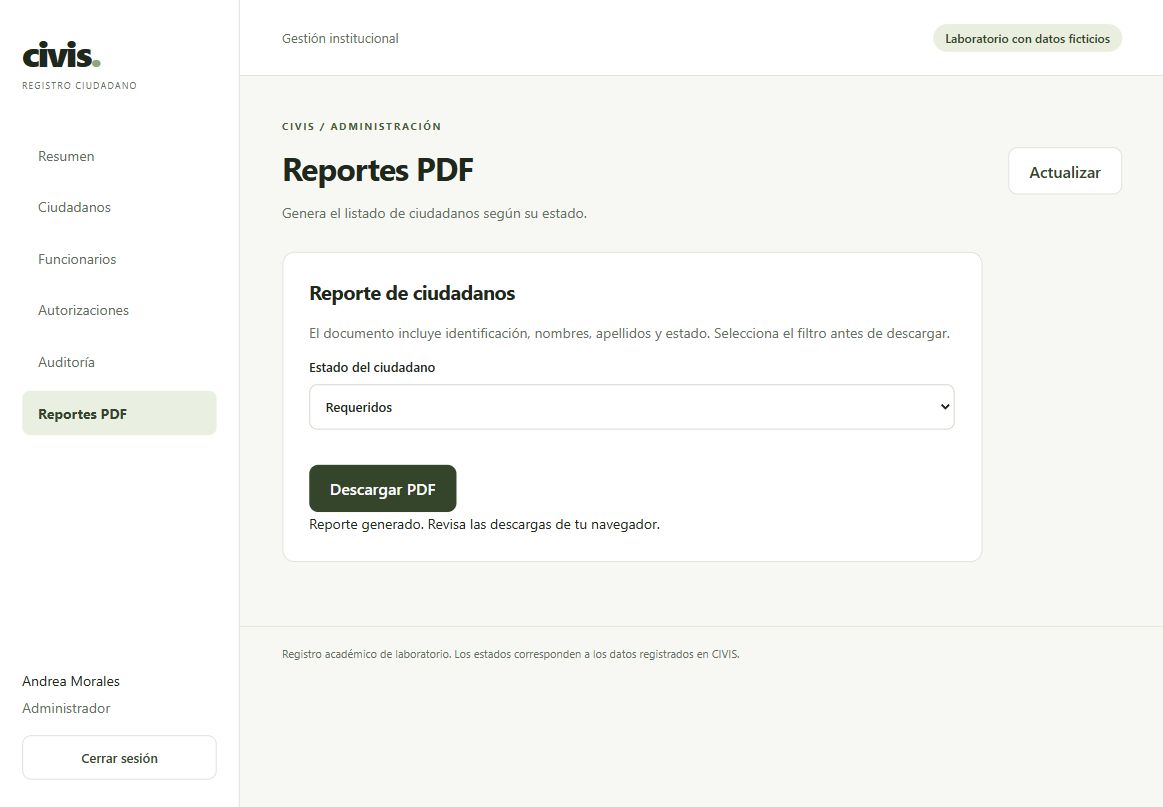 civis.
REGISTRO CIUDADANO
Resumen
Ciudadanos
Funcionarios
Autorizaciones
Auditoría
Reportes PDF
Andrea Morales
Administrador
Cerrar sesión
Gestión institucional
Laboratorio con datos ficticios
CIVIS / ADMINISTRACIÓN
Reportes PDF
Actualizar
Genera el listado de ciudadanos según su estado.
Reporte de ciudadanos
El documento incluye identificación, nombres, apellidos y estado. Selecciona el filtro antes de descargar.
Estado del ciudadano
Requeridos
Descargar PDF
Reporte generado. Revisa las descargas de tu navegador.
Registro académico de laboratorio. Los estados corresponden a los datos registrados en CIVIS.